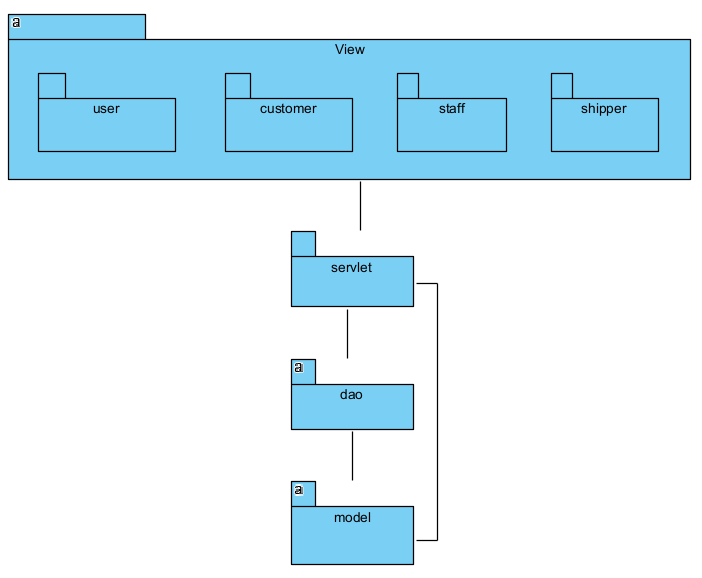 a
View
user
customer
staff
shipper
servlet
a
dao
a
model